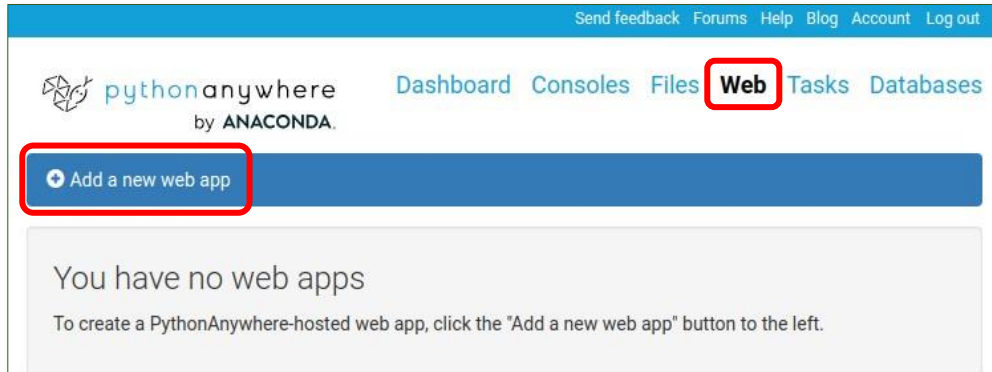 Send feedback Forums Help Blog Account Log out
pythonanywhere
by ANACONDA.
Dashboard Consoles Files Web Tasks Databases
Add a new web app
You have no web apps
To create a PythonAnywhere-hosted web app, click the "Add a new web app" button to the left.